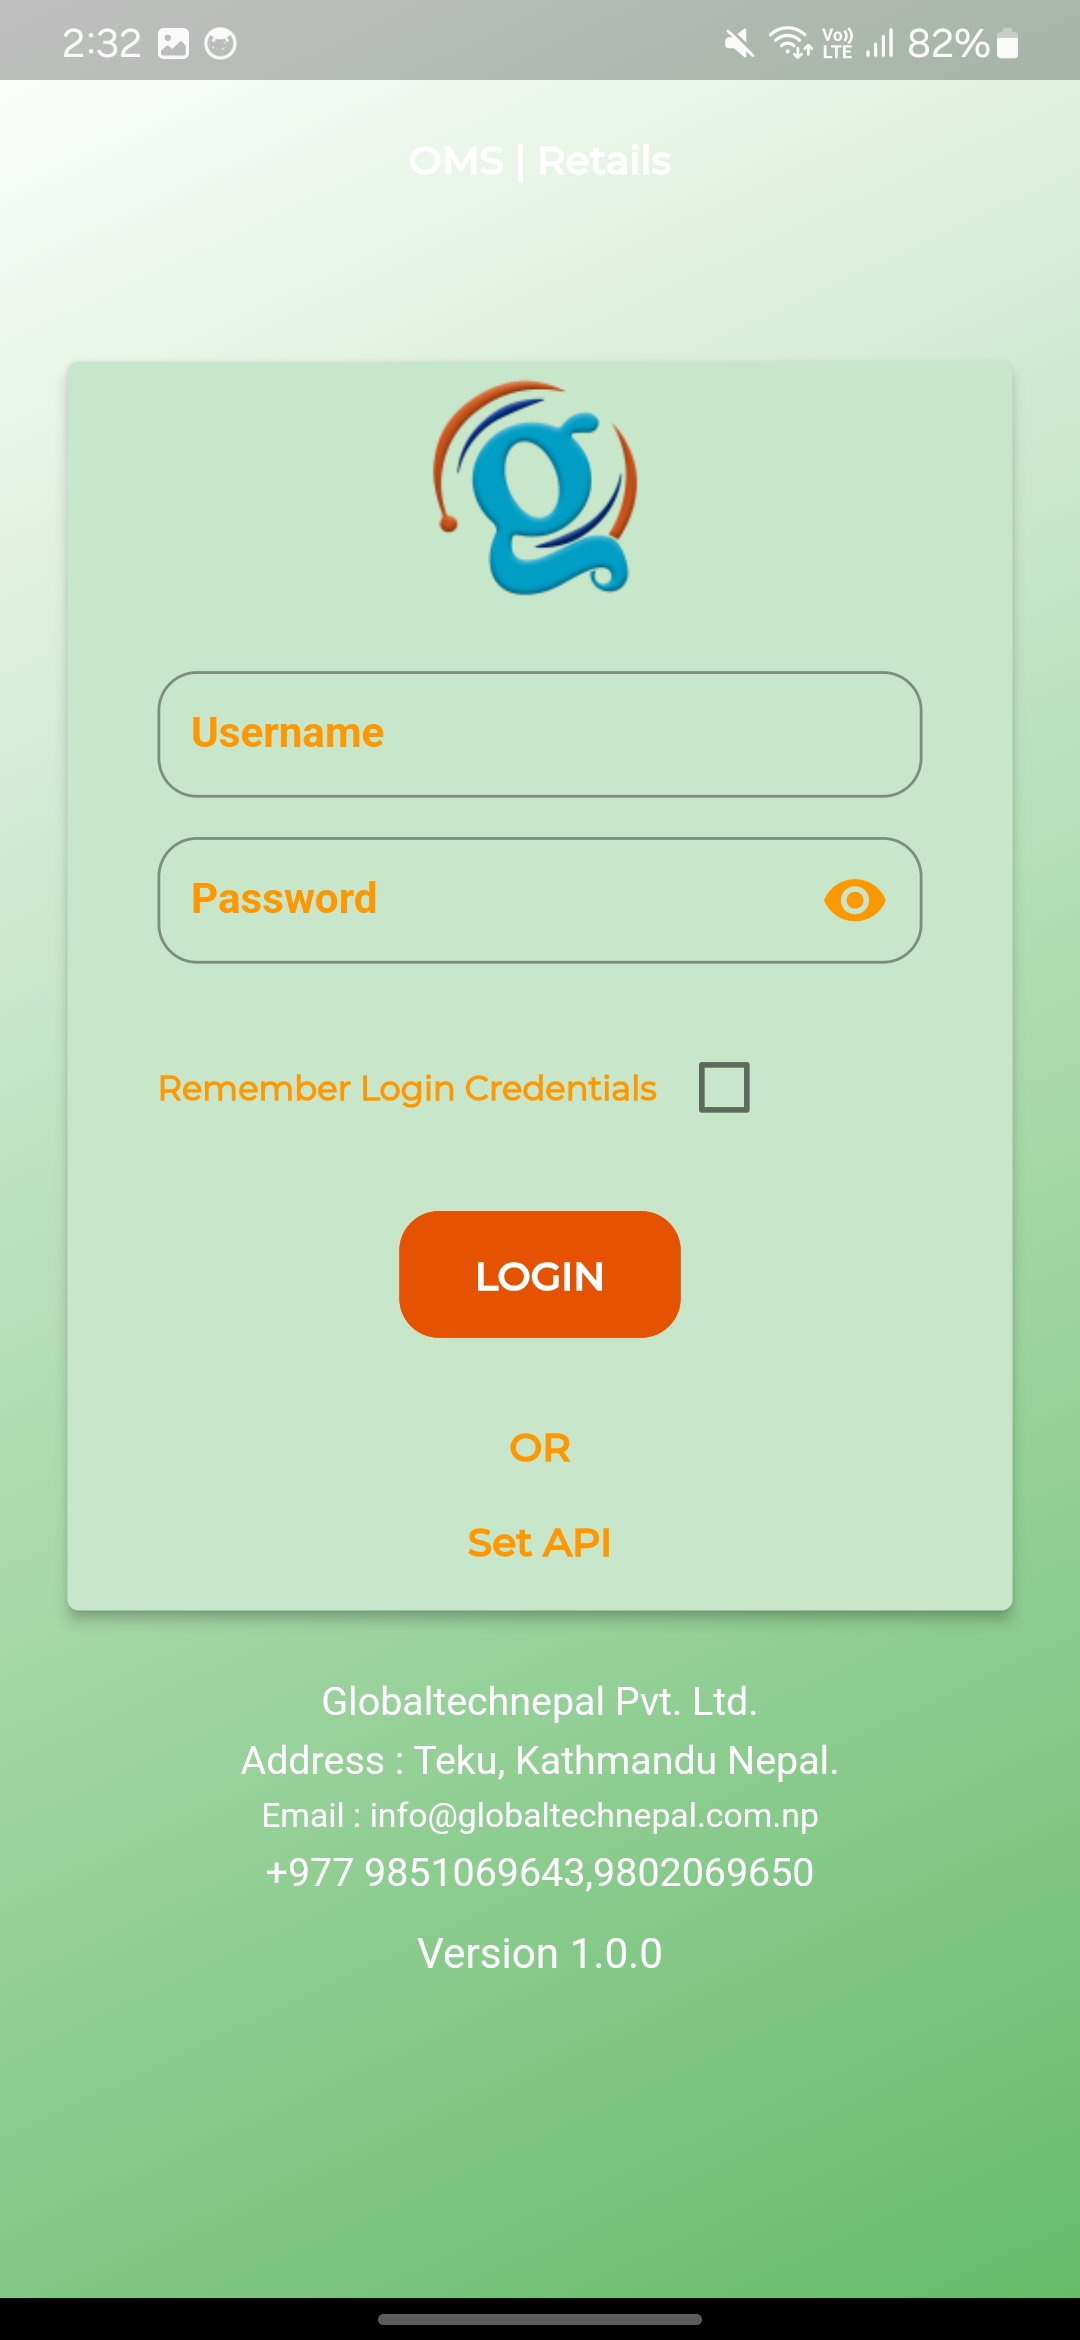 2:32 Vo)) LTE 82%
OMS | Retails
g
Username
Password
Remember Login Credentials
LOGIN
OR
Set API
Globaltechnepal Pvt. Ltd.
Address : Teku, Kathmandu Nepal.
Email : info@globaltechnepal.com.np
+977 9851069643,9802069650
Version 1.0.0